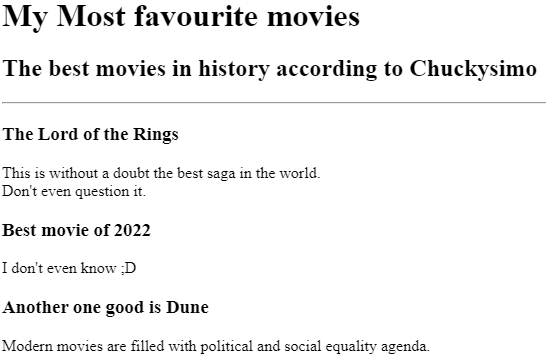 My Most favourite movies
The best movies in history according to Chuckysimo
The Lord of the Rings
This is without a doubt the best saga in the world.
Don't even question it.
Best movie of 2022
I don't even know ;D
Another one good is Dune
Modern movies are filled with political and social equality agenda.